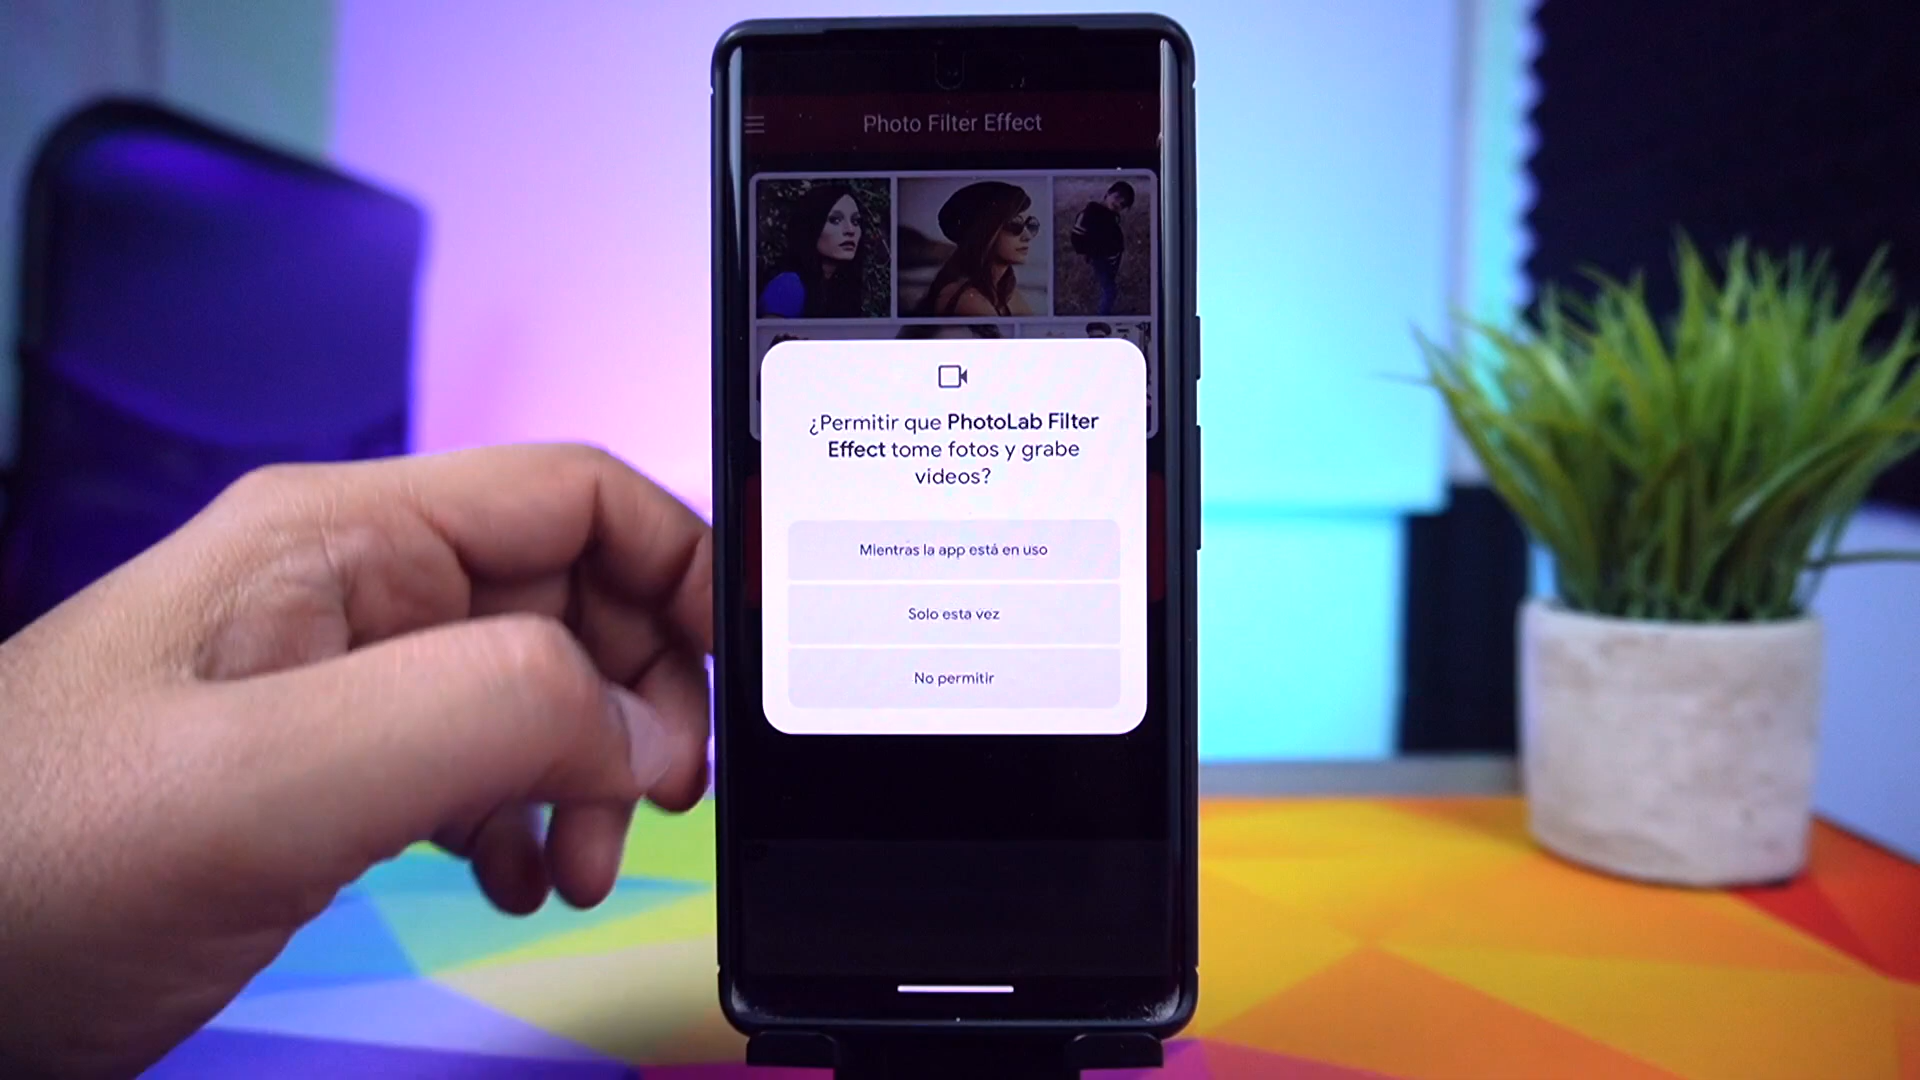 Photo Filter Effect
¿Permitir que PhotoLab Filter
Effect tome fotos y grabe
videos?
Mientras la app está en uso
Solo esta vez
No permitir